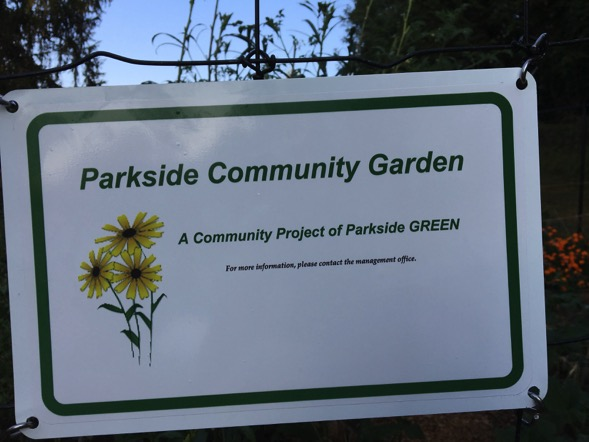 Parkside Community Garden
A Community Project of Parkside GREEN
For more information, please contact the management office.